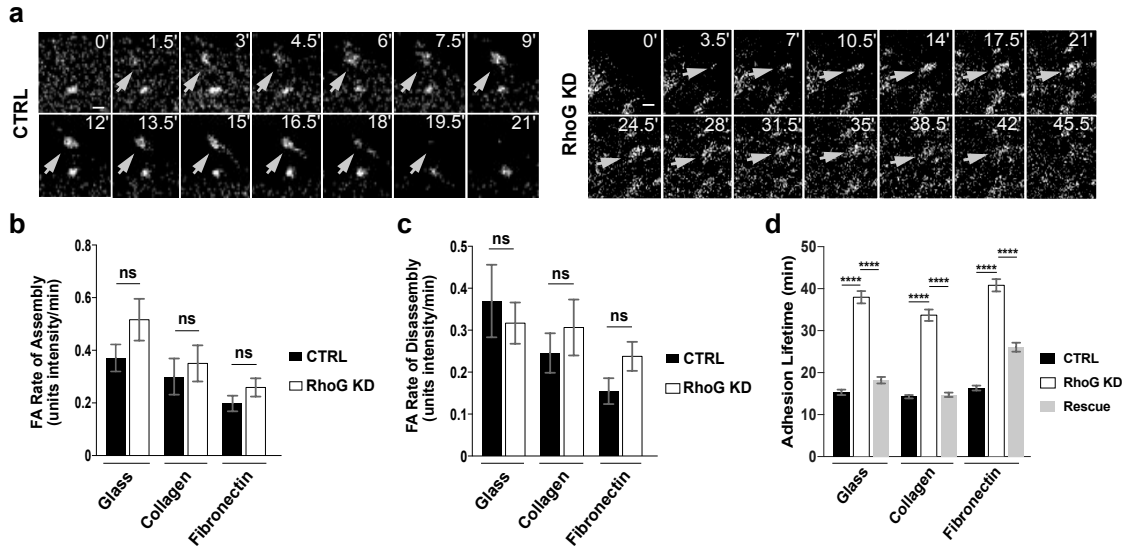 a
CTRL
0' 1.5' 3' 4.5' 6' 7.5' 9'
12' 13.5' 15' 16.5' 18' 19.5' 21'
RhoG KD
0' 3.5' 7' 10.5' 14' 17.5' 21'
24.5' 28' 31.5' 35' 38.5' 42' 45.5'
b
FA Rate of Assembly
(units intensity/min)
0.8
0.6
0.4
0.2
0
ns
ns
ns
CTRL
RhoG KD
Glass
Collagen
Fibronectin
c
FA Rate of Disassembly
(units intensity/min)
0.5
0.4
0.3
0.2
0.1
0
ns
ns
ns
CTRL
RhoG KD
Glass
Collagen
Fibronectin
d
Adhesion Lifetime (min)
50
40
30
20
10
0
**** ****
**** ****
**** ****
CTRL
RhoG KD
Rescue
Glass
Collagen
Fibronectin